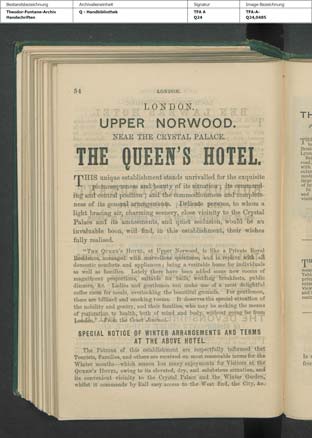 Bestandsbezeichnung Archivalieneinheit Signatur Image-Bezeichnung
Theodor-Fontane-Archiv Q - Handbibliothek TFA A TFA-A-
Handschriften Q24 Q24,0485
54 LONDON.
LONDON.
UPPER NORWOOD.
NEAR THE CRYSTAL PALACE.
THE QUEEN'S HOTEL.
THIS unique establishment stands unrivalled for the exquisite
picturesqueness and beauty of its situation; its commanding
and central position; and the commodiousness and completeness
of its general arrangements. Delicate persons, to whom a
light bracing air, charming scenery, close vicinity to the Crystal
Palace and its amusements, and quiet seclusion, would be an
invaluable boon, will find, in this establishment, their wishes
fully realised.
"THE QUEEN'S HOTEL, at Upper Norwood, is like a Private Royal
Residence, managed with marvellous quietness, and is replete with all
domestic comforts and appliances; being a veritable home for individuals
as well as families. Lately there have been added some new rooms of
magnificent proportions, suitable for balls, wedding breakfasts, public
dinners, &c. Ladies and gentlemen can make use of a most delightful
coffee room for meals, overlooking the beautiful grounds. For gentlemen,
there are billiard and smoking rooms. It deserves the special attention of
the nobility and gentry, and their families, who may be seeking the means
of restoration to health, both of mind and body, without going far from
London."—From the Court Journal.
SPECIAL NOTICE OF WINTER ARRANGEMENTS AND TERMS
AT THE ABOVE HOTEL.
The Patrons of this establishment are respectfully informed that
Tourists, Families, and others are received on most reasonable terms for the
Winter months—which season has many enjoyments for Visitors at the
QUEEN'S HOTEL, owing to its elevated, dry, and salubrious situation, and
its convenient vicinity to the Crystal Palace and the Winter Garden,
whilst it commands by Rail easy access to the West End, the City, &c.